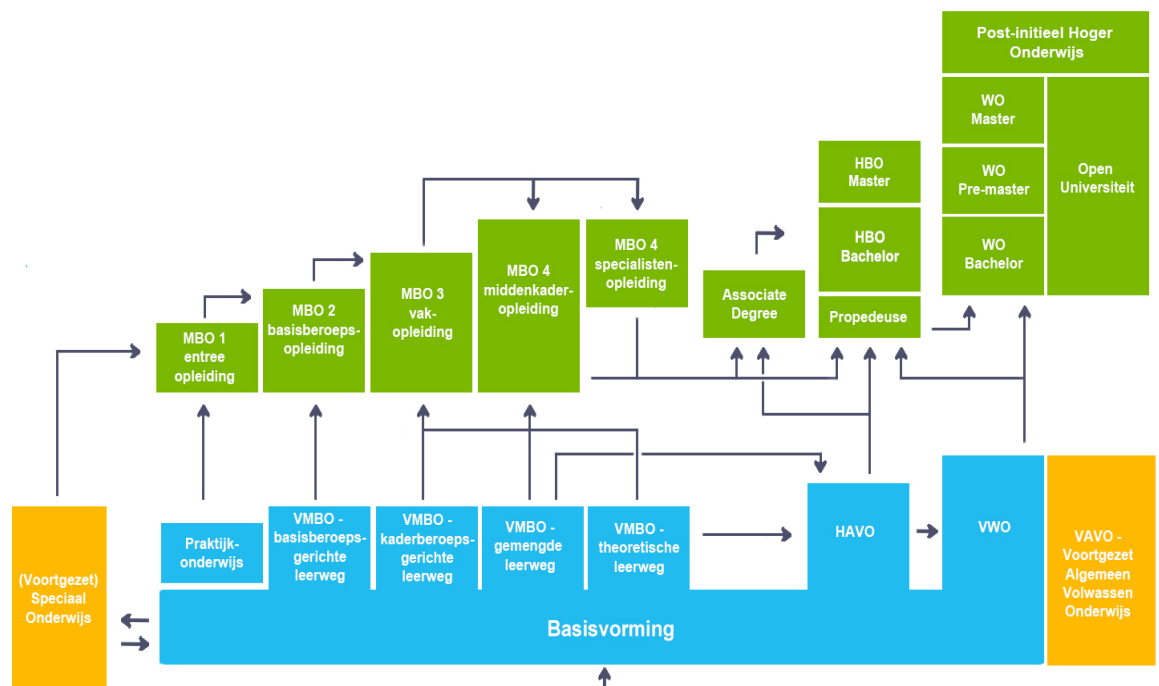 Post-initieel Hoger
Onderwijs
WO
Master
WO
Pre-master
WO
Bachelor
Open
Universiteit
HBO
Master
HBO
Bachelor
Propedeuse
Associate
Degree
MBO 4
specialisten-
opleiding
MBO 4
middenkader-
opleiding
MBO 3
vak-
opleiding
MBO 2
basisberoeps-
opleiding
MBO 1
entree
opleiding
(Voortgezet)
Speciaal
Onderwijs
Praktijk-
onderwijs
VMBO -
basisberoeps-
gerichte
leerweg
VMBO -
kaderberoeps-
gerichte
leerweg
VMBO -
gemengde
leerweg
VMBO -
theoretische
leerweg
HAVO
VWO
VAVO -
Voortgezet
Algemeen
Volwassen
Onderwijs
Basisvorming